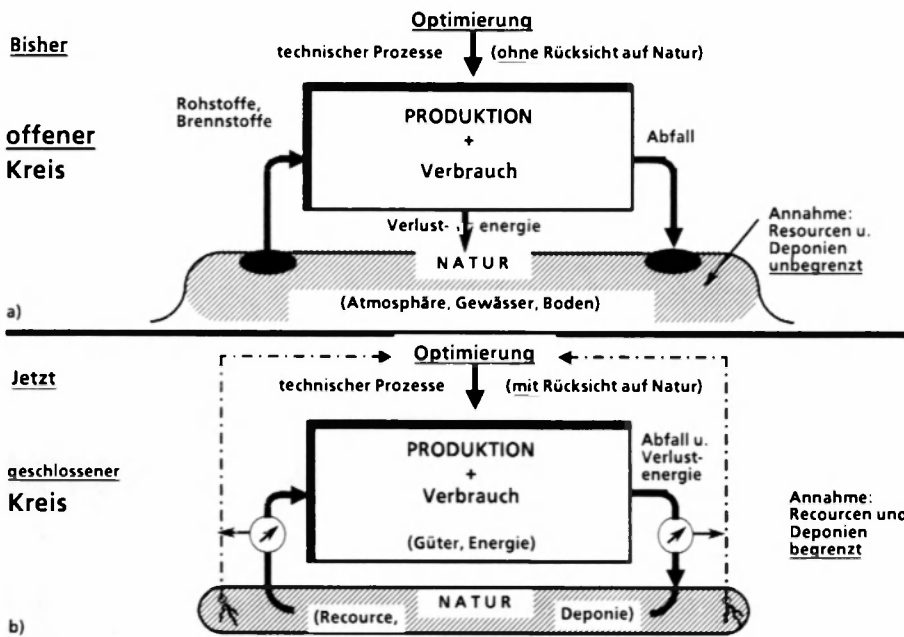 Optimierung
Bisher
technischer Prozesse (ohne Rücksicht auf Natur)
Rohstoffe,
Brennstoffe
PRODUKTION
+
Verbrauch
Abfall
offener
Kreis
Verlust- energie
Annahme:
Resourcen u.
Deponien
unbegrenzt
NATUR
(Atmosphäre, Gewässer, Boden)
a)
Optimierung
Jetzt
technischer Prozesse (mit Rücksicht auf Natur)
PRODUKTION
+
Verbrauch
(Güter, Energie)
Abfall u.
Verlust-
energie
geschlossener
Kreis
Annahme:
Recourcen und
Deponien
begrenzt
NATUR
(Recource, Deponie)
b)